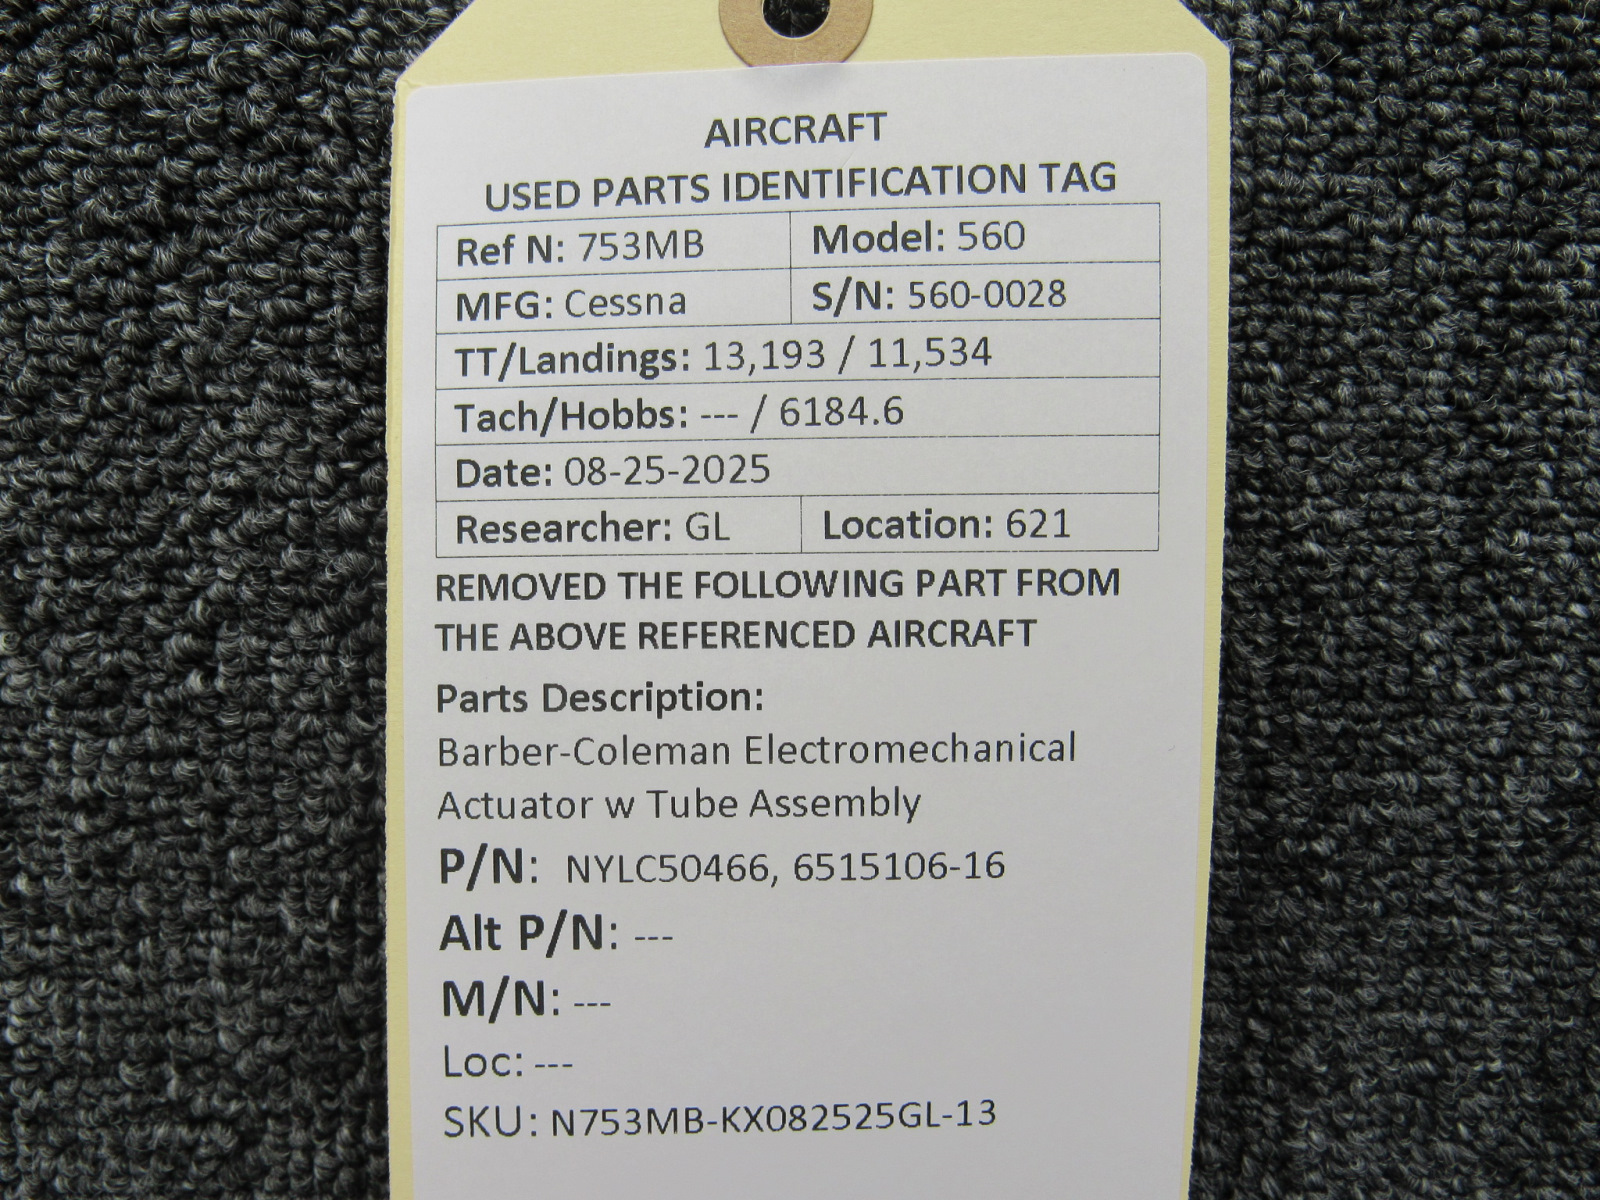 AIRCRAFT
USED PARTS IDENTIFICATION TAG
Ref N: 753MB Model: 560
MFG: Cessna S/N: 560-0028
TT/Landings: 13,193 / 11,534
Tach/Hobbs: --- / 6184.6
Date: 08-25-2025
Researcher: GL Location: 621
REMOVED THE FOLLOWING PART FROM
THE ABOVE REFERENCED AIRCRAFT
Parts Description:
Barber-Coleman Electromechanical
Actuator w Tube Assembly
P/N: NYLC50466, 6515106-16
Alt P/N: ---
M/N: ---
Loc: ---
SKU: N753MB-KX082525GL-13